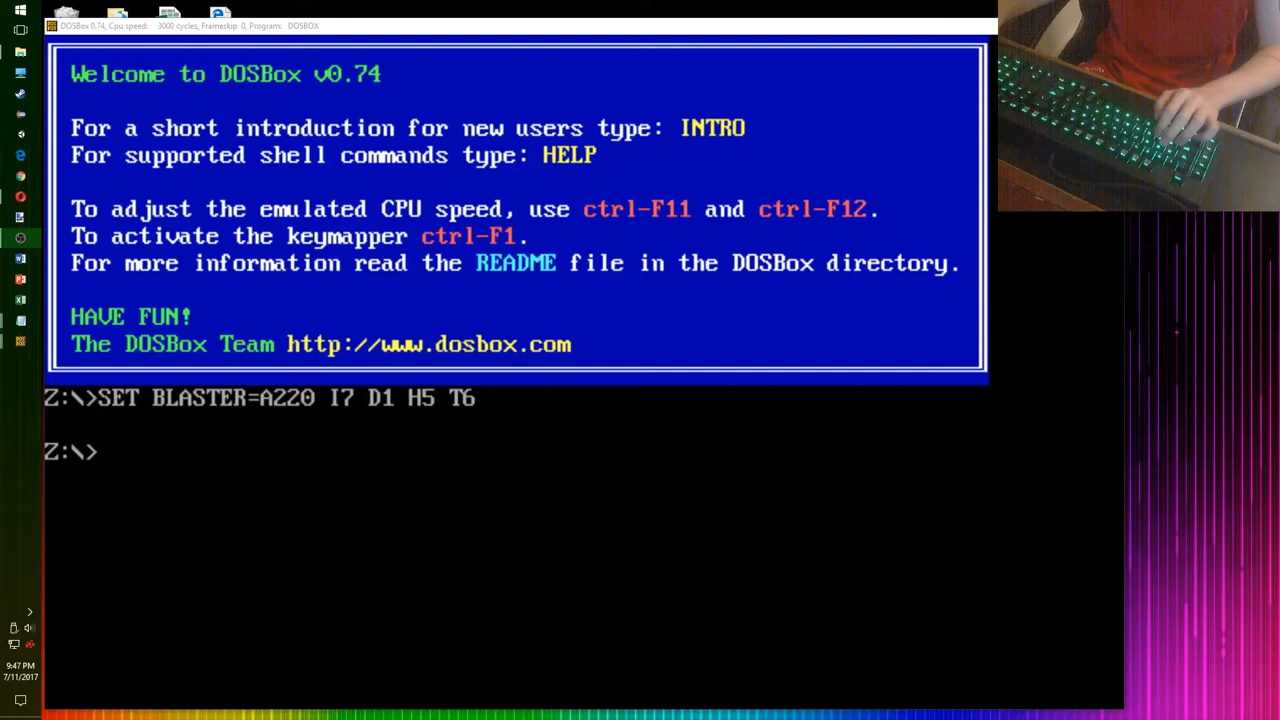 DOSBox 0.74, Cpu speed: 3000 cycles, Frameskip 0, Program: DOSBOX
Welcome to DOSBox v0.74
For a short introduction for new users type: INTRO
For supported shell commands type: HELP
To adjust the emulated CPU speed, use ctrl-F11 and ctrl-F12.
To activate the keymapper ctrl-F1.
For more information read the README file in the DOSBox directory.
HAVE FUN!
The DOSBox Team http://www.dosbox.com
Z:\>SET BLASTER=A220 I7 D1 H5 T6
Z:\>
9:47 PM
7/11/2017